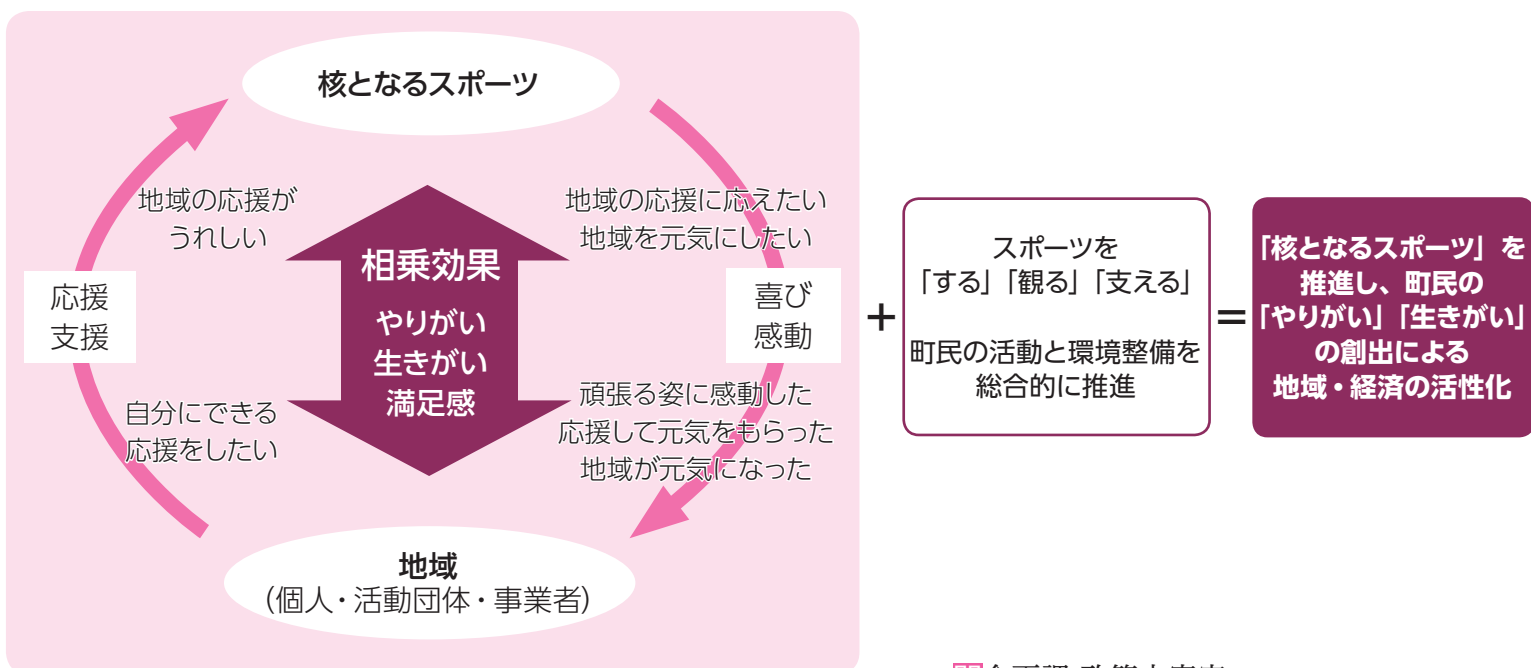 核となるスポーツ
地域の応援が
うれしい
地域の応援に応えたい
地域を元気にしたい
相乗効果
やりがい
生きがい
満足感
応援
支援
喜び
感動
自分にできる
応援をしたい
頑張る姿に感動した
応援して元気をもらった
地域が元気になった
地域
(個人・活動団体・事業者)
+
スポーツを
「する」「観る」「支える」
町民の活動と環境整備を
総合的に推進
=
「核となるスポーツ」を
推進し、町民の
「やりがい」「生きがい」
の創出による
地域・経済の活性化